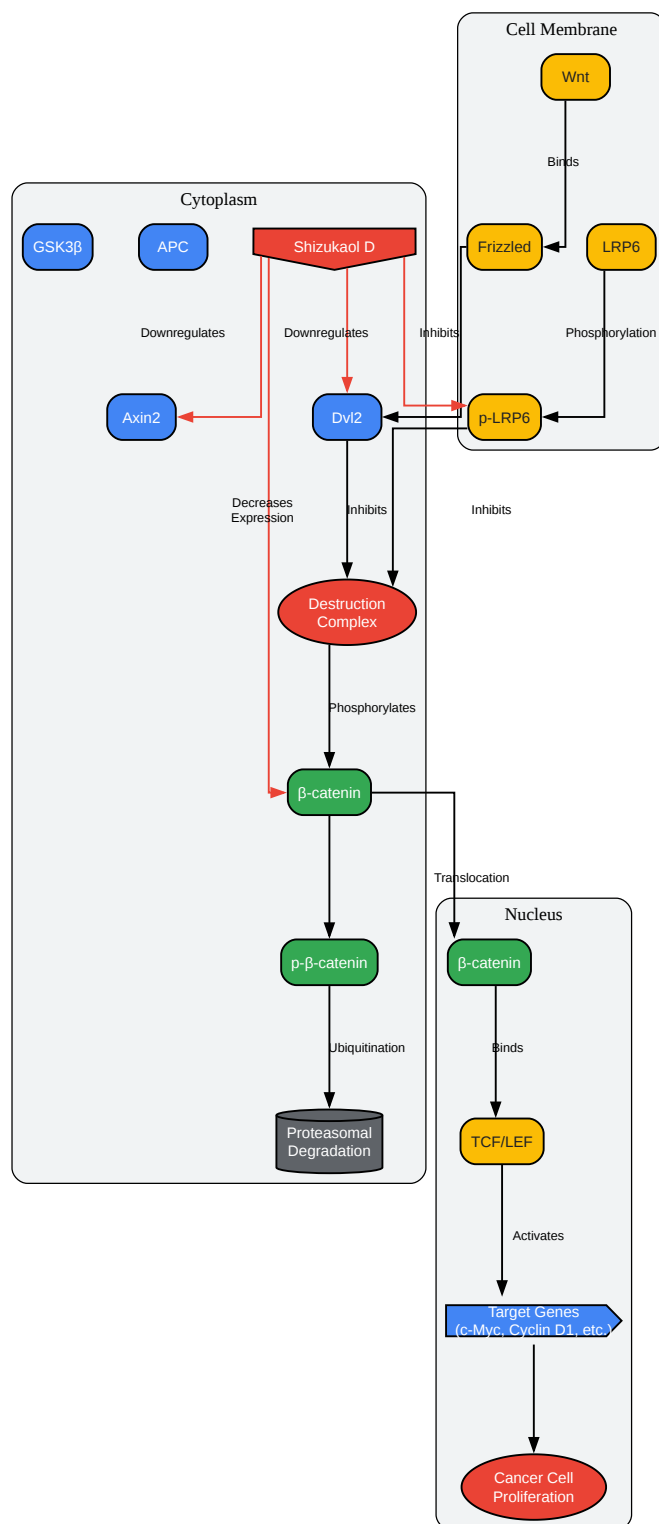 Cell Membrane
Wnt
Binds
Cytoplasm
GSK3β
APC
Shizukaol D
Frizzled
LRP6
Downregulates
Downregulates
Inhibits
Phosphorylation
Axin2
Dvl2
p-LRP6
Decreases
Expression
Inhibits
Inhibits
Destruction
Complex
Phosphorylates
β-catenin
Translocation
Nucleus
p-β-catenin
β-catenin
Ubiquitination
Binds
Proteasomal
Degradation
TCF/LEF
Activates
Target Genes
(c-Myc, Cyclin D1, etc.)
Cancer Cell
Proliferation